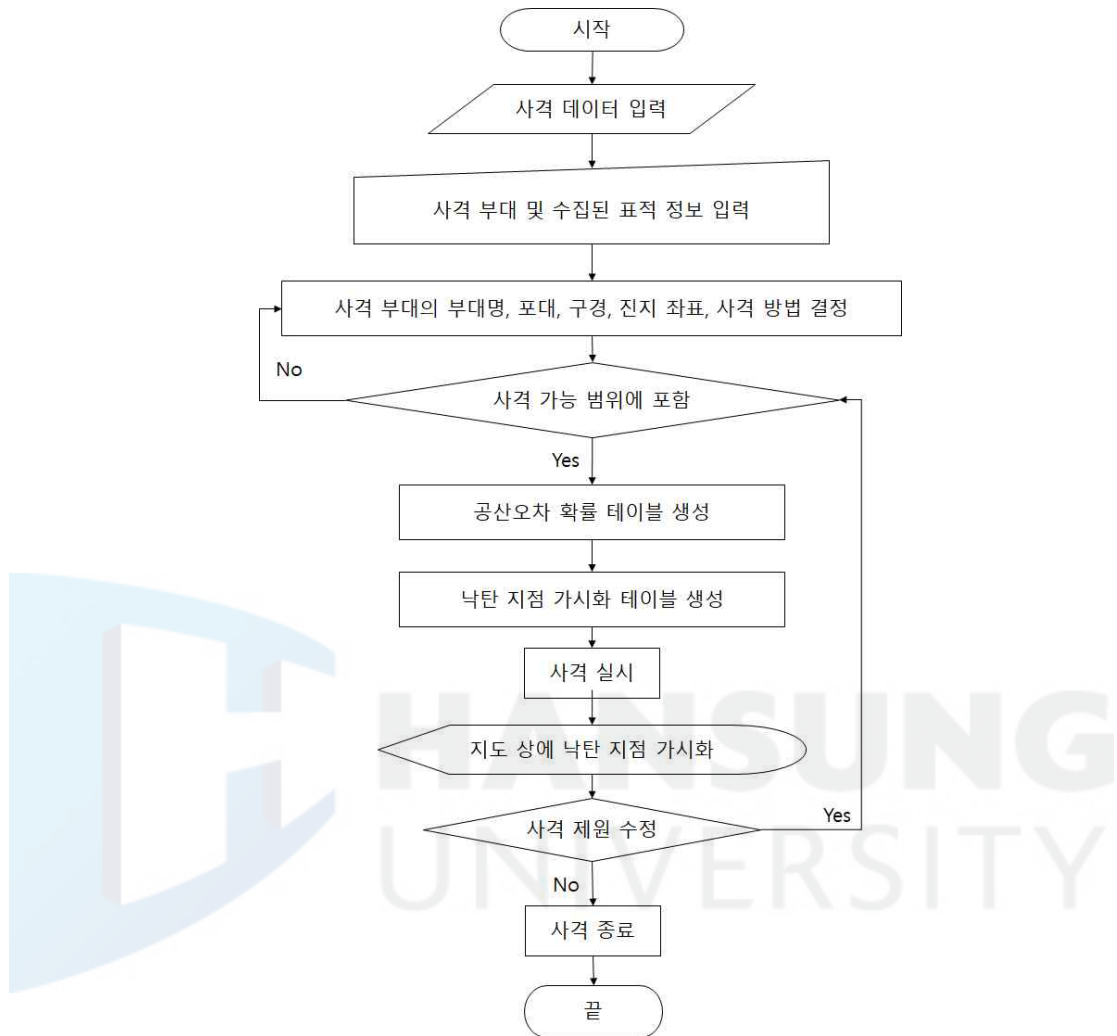 시작
사격 데이터 입력
사격 부대 및 수집된 표적 정보 입력
사격 부대의 부대명, 포대, 구경, 진지 좌표, 사격 방법 결정
No
사격 가능 범위에 포함
Yes
공산오차 확률 테이블 생성
낙탄 지점 가시화 테이블 생성
사격 실시
지도 상에 낙탄 지점 가시화
사격 제원 수정
Yes
No
사격 종료
끝
HANSUNG
UNIVERSITY